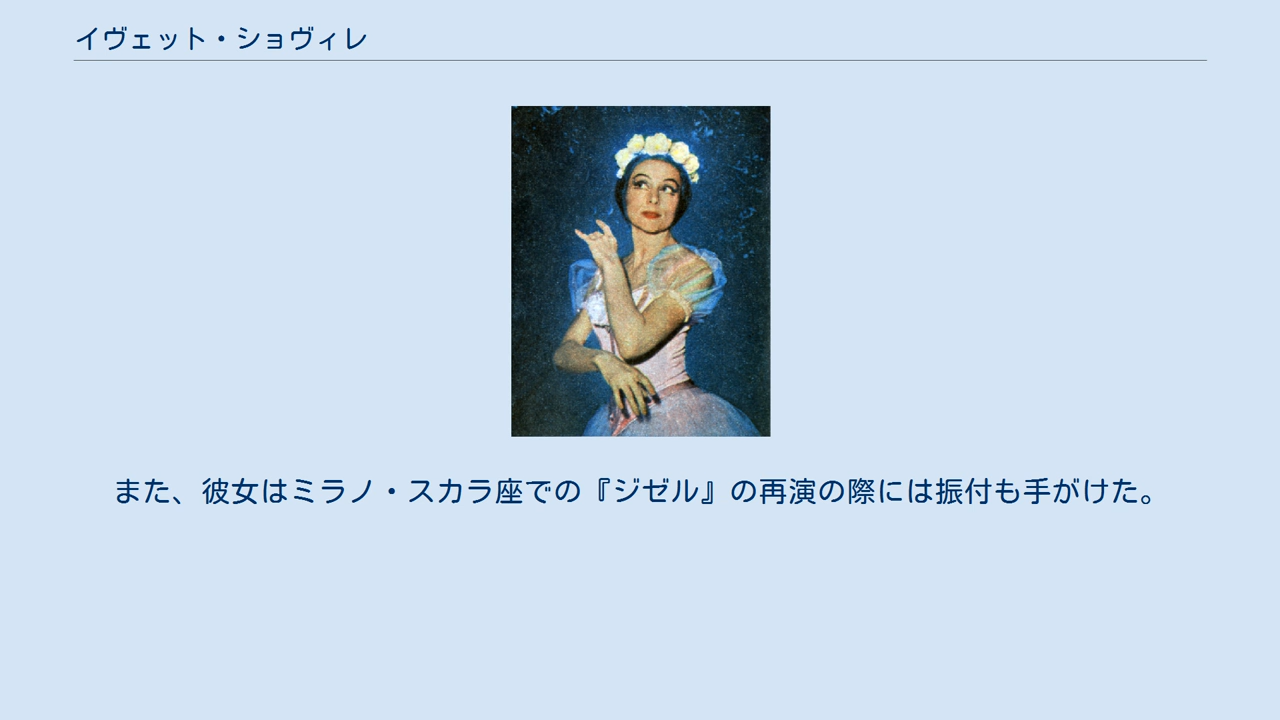 イヴェット・ショヴィレ
また、彼女はミラノ・スカラ座での『ジゼル』の再演の際には振付も手がけた。